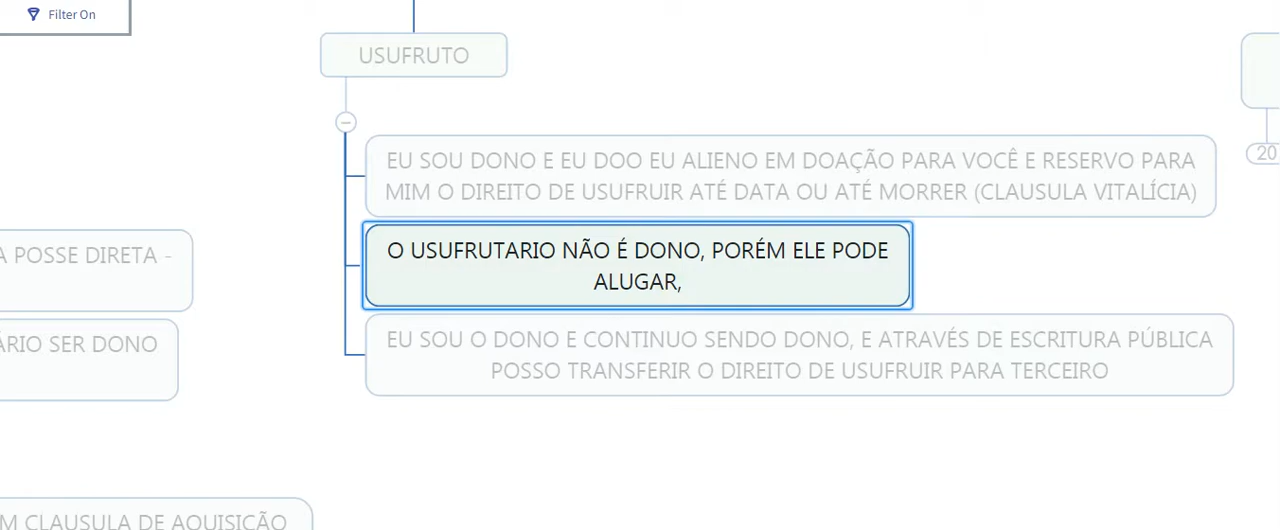 Filter On
USUFRUTO
EU SOU DONO E EU DOO EU ALIENO EM DOAÇÃO PARA VOCÊ E RESERVO PARA
MIM O DIREITO DE USUFRUIR ATÉ DATA OU ATÉ MORRER (CLAUSULA VITALÍCIA)
20
A POSSE DIRETA -
O USUFRUTARIO NÃO É DONO, PORÉM ELE PODE
ALUGAR,
ÁRIO SER DONO
EU SOU O DONO E CONTINUO SENDO DONO, E ATRAVÉS DE ESCRITURA PÚBLICA
POSSO TRANSFERIR O DIREITO DE USUFRUIR PARA TERCEIRO
M CLAUSULA DE AQUISIÇÃO